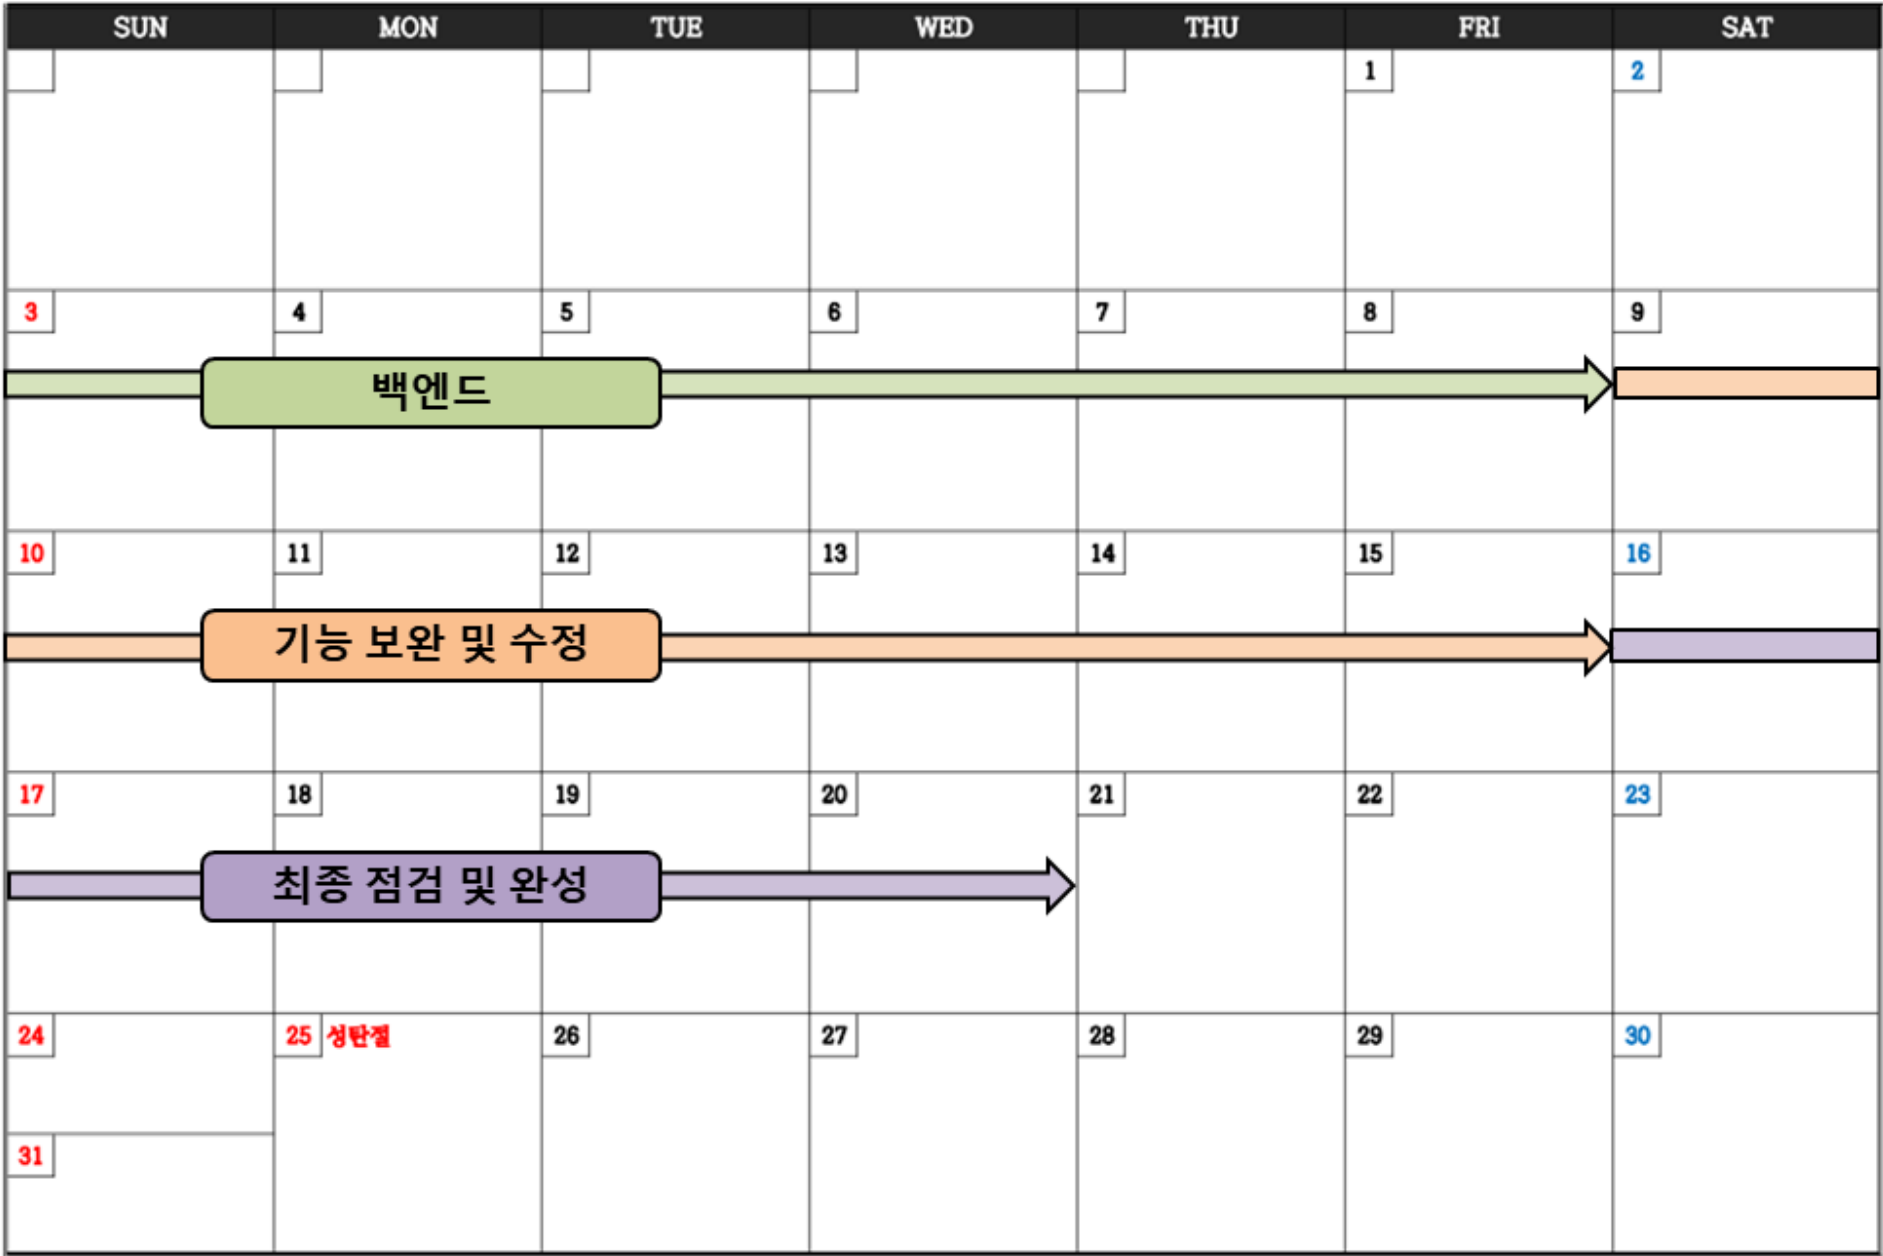 SUN MON TUE WED THU FRI SAT
1 2
3 4 5 6 7 8 9
백엔드
10 11 12 13 14 15 16
기능 보완 및 수정
17 18 19 20 21 22 23
최종 점검 및 완성
24 25 성탄절 26 27 28 29 30
31